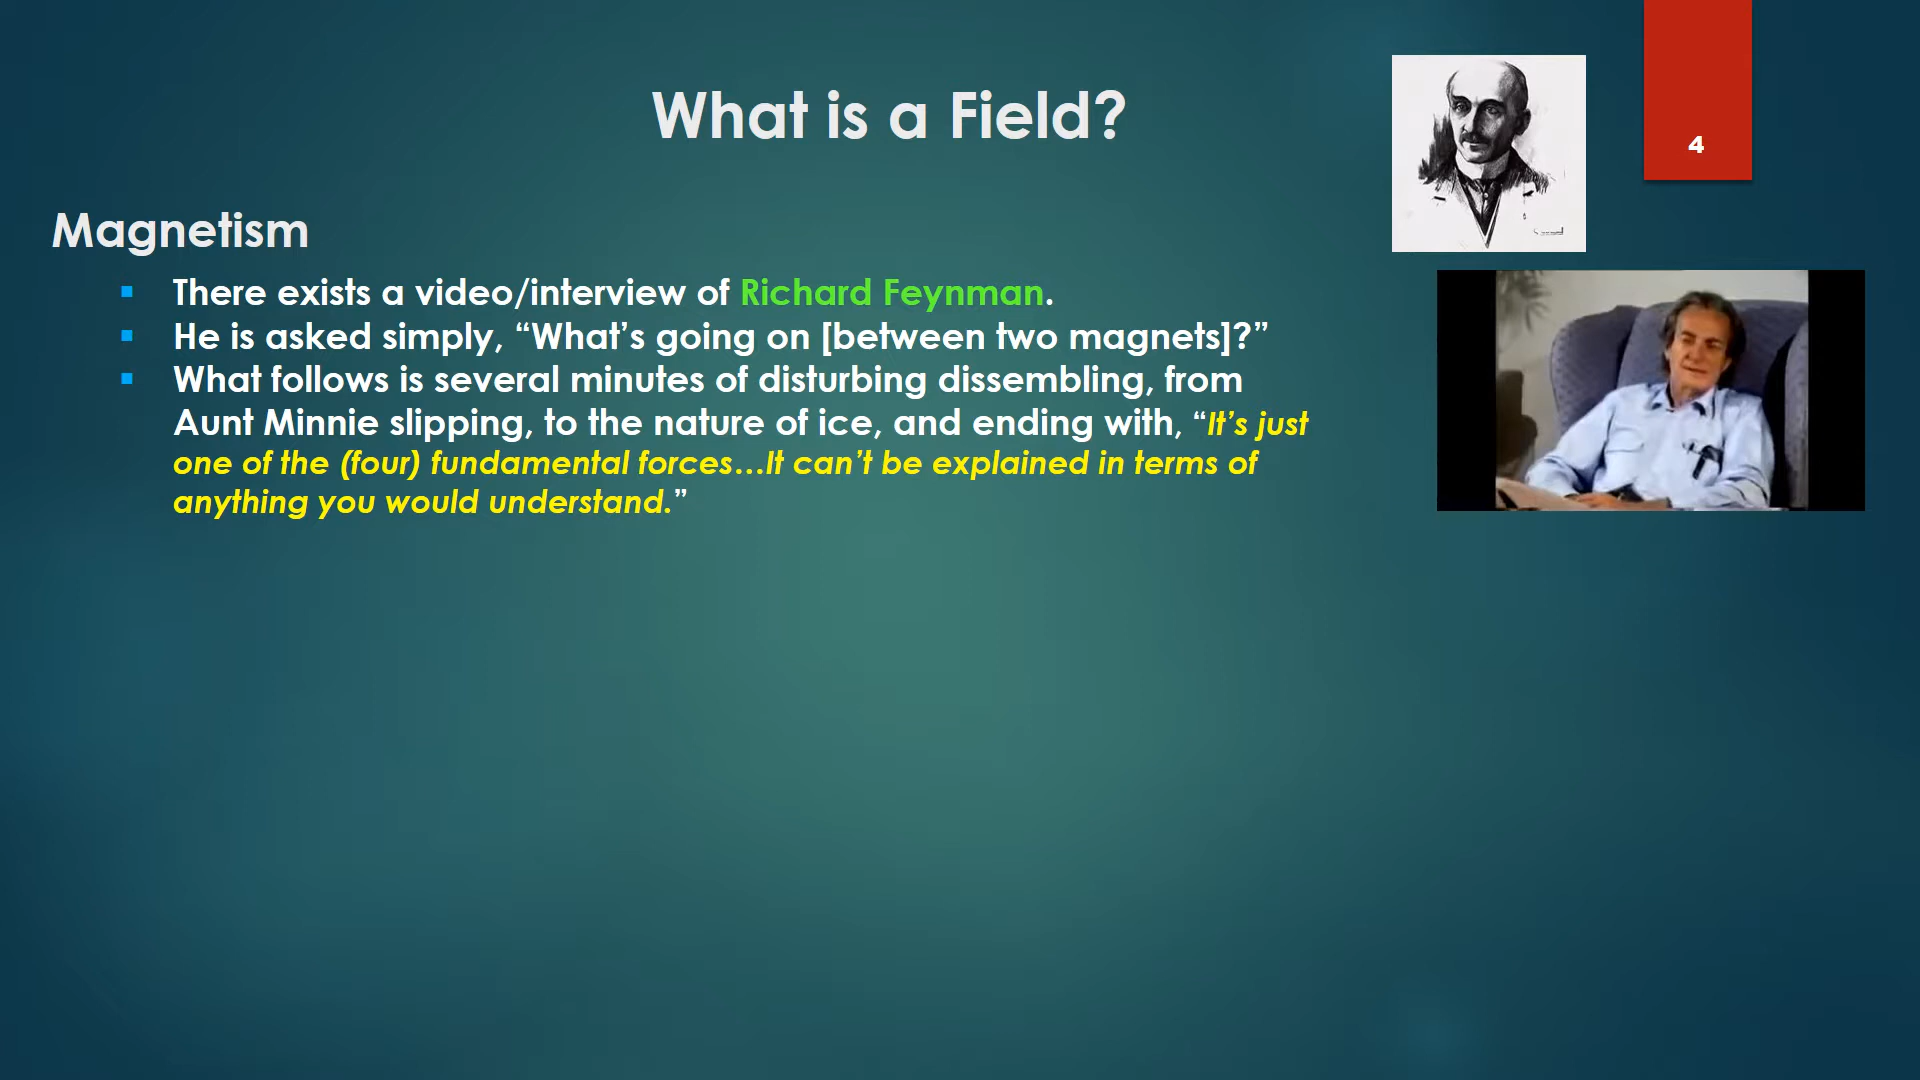 What is a Field?
4
Magnetism
There exists a video/interview of Richard Feynman.
He is asked simply, “What’s going on [between two magnets]?”
What follows is several minutes of disturbing dissembling, from
Aunt Minnie slipping, to the nature of ice, and ending with, “It’s just
one of the (four) fundamental forces…It can’t be explained in terms of
anything you would understand.”